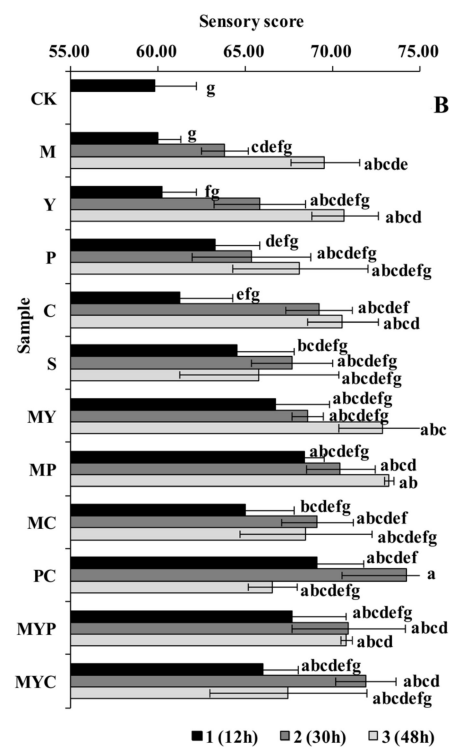 Sensory score
55.00 60.00 65.00 70.00 75.00
B
Sample
CK
g
M
g
cdefg
abcde
Y
fg
abcdefg
abcd
P
defg
abcdefg
abcdefg
C
efg
abcdef
abcd
S
bcdefg
abcdefg
abcdefg
MY
abcdefg
abcdefg
abc
MP
abcdefg
abcd
ab
MC
bcdefg
abcdef
abcdefg
PC
abcdef
a
abcdefg
MYP
abcdefg
abcd
abcd
MYC
abcdefg
abcd
abcdefg
1 (12h) 2 (30h) 3 (48h)